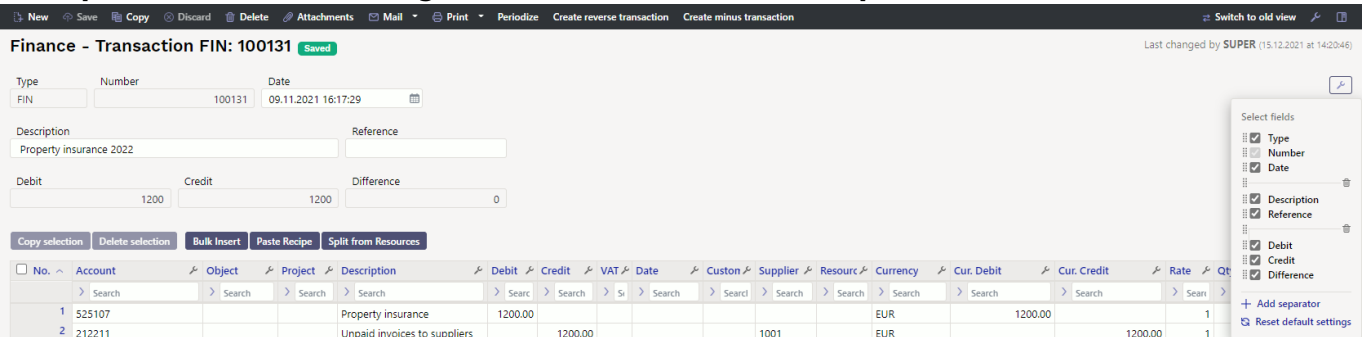 New Save Copy Discard Delete Attachments Mail Print Periodize Create reverse transaction Create minus transaction Switch to old view
Finance - Transaction FIN: 100131 Saved Last changed by SUPER (15.12.2021 at 14:20:46)
Type Number Date
FIN 100131 09.11.2021 16:17:29
Select fields
Type
Number
Date
Description Reference
Property insurance 2022
Description
Reference
Debit Credit Difference
1200 1200 0
Debit
Credit
Difference
Copy selection Delete selection Bulk Insert Paste Recipe Split from Resources
No. Account Object Project Description Debit Credit VAT Date Custon Supplier Resourc Currency Cur. Debit Cur. Credit Rate
Search Search Search Search Searc Search Se Search Searcl Search Search Search Search Search Sean
1 525107 Property insurance 1200.00 EUR 1200.00 1
2 212211 Unpaid invoices to suppliers 1200.00 1001 EUR 1200.00 1
Add separator
Reset default settings